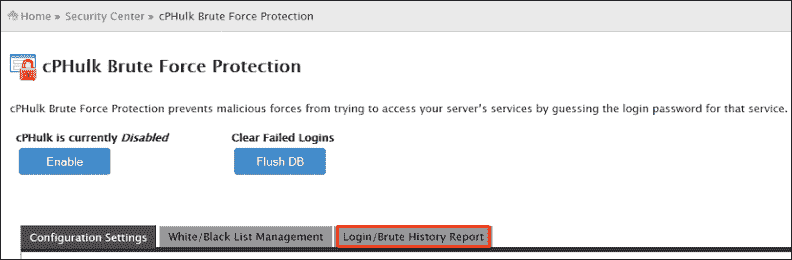 Home » Security Center » cPHulk Brute Force Protection
cPHulk Brute Force Protection
cPHulk Brute Force Protection prevents malicious forces from trying to access your server's services by guessing the login password for that service.
cPHulk is currently Disabled Clear Failed Logins
Enable Flush DB
Configuration Settings White/Black List Management Login/Brute History Report